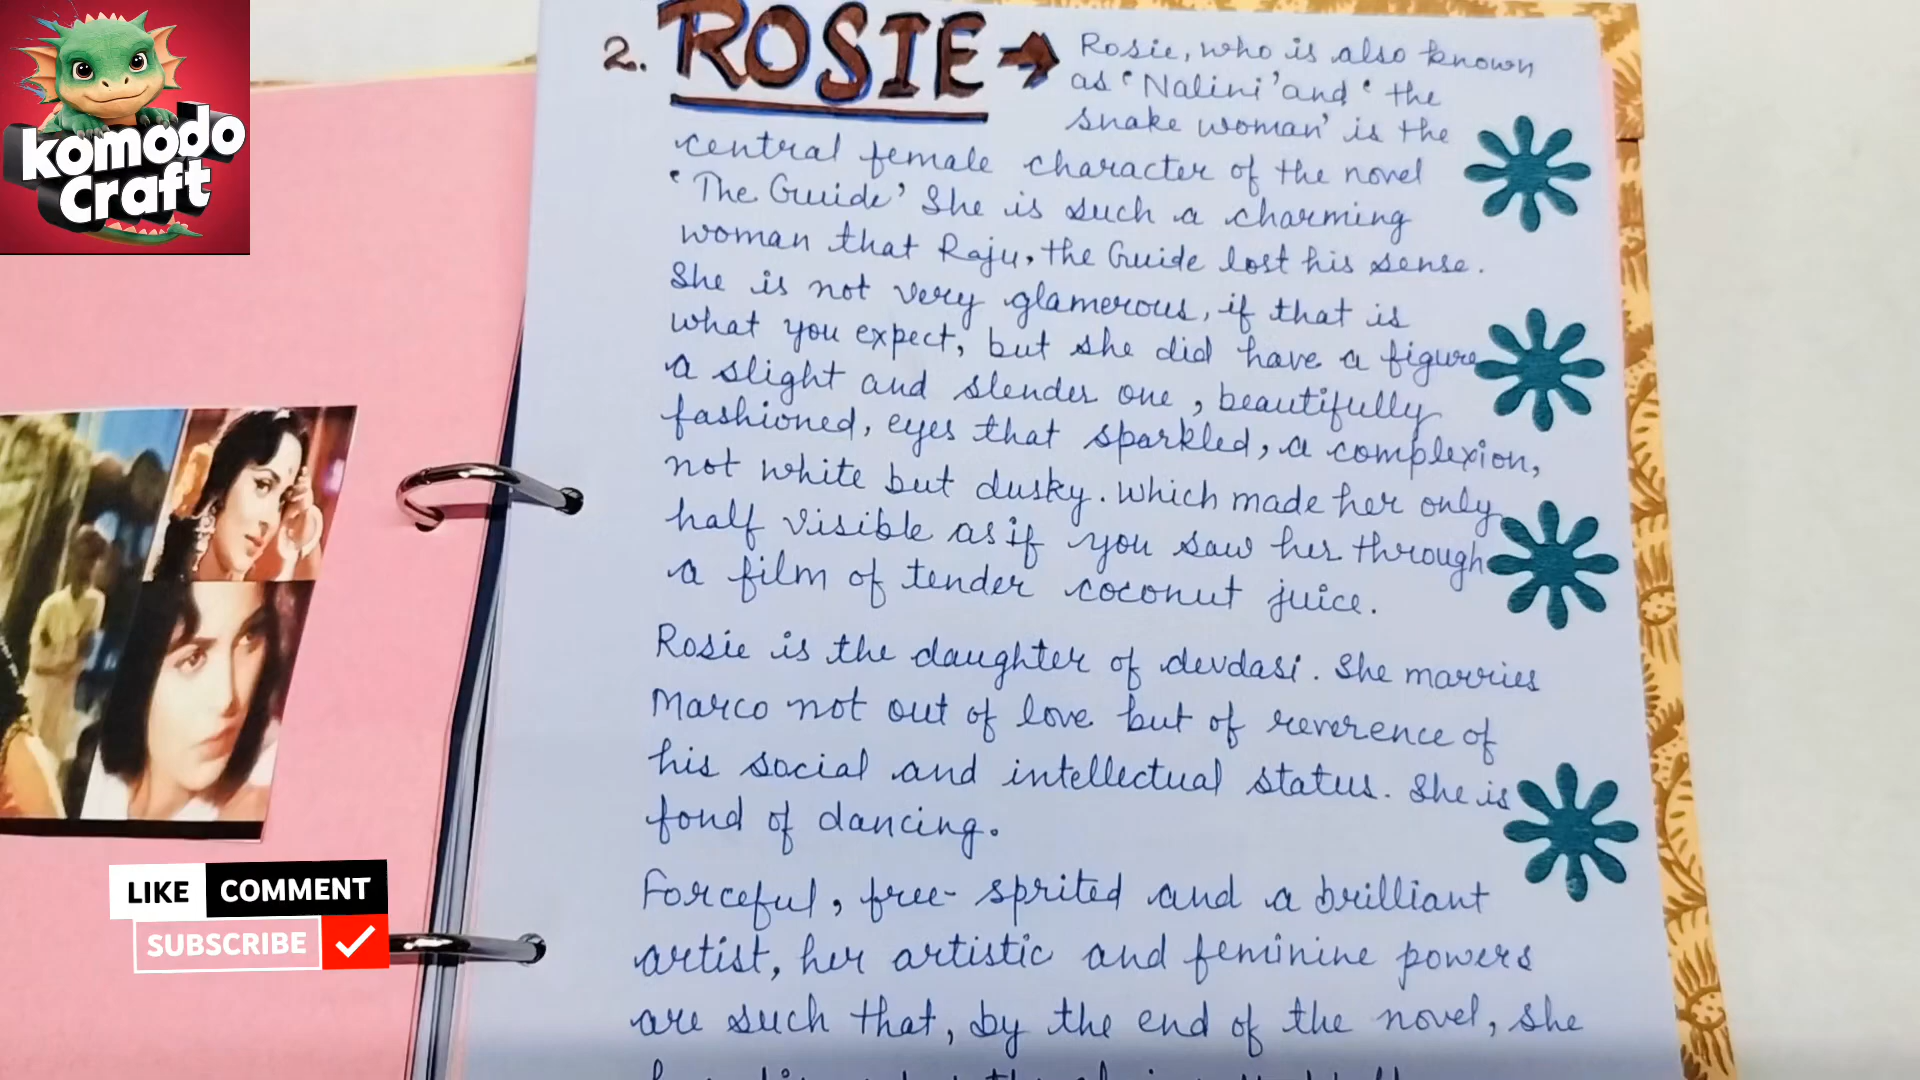 komodo
Craft
2. ROSIE → Rosie, who is also known
as 'Nalini' and 'the
snake woman' is the
central female character of the novel
'The Guide' She is such a charming
woman that Raju, the Guide lost his sense.
She is not very glamerous, if that is
what you expect, but she did have a figure
a slight and slender one, beautifully
fashioned, eyes that sparkled, a complexion,
not white but dusky. Which made her only
half visible as if you saw her through
a film of tender coconut juice.
Rosie is the daughter of devdasi. She marries
Marco not out of love but of reverence of
his social and intellectual status. She is
fond of dancing.
Forceful, free-sprited and a brilliant
artist, her artistic and feminine powers
are such that, by the end of the novel, she
LIKE COMMENT
SUBSCRIBE